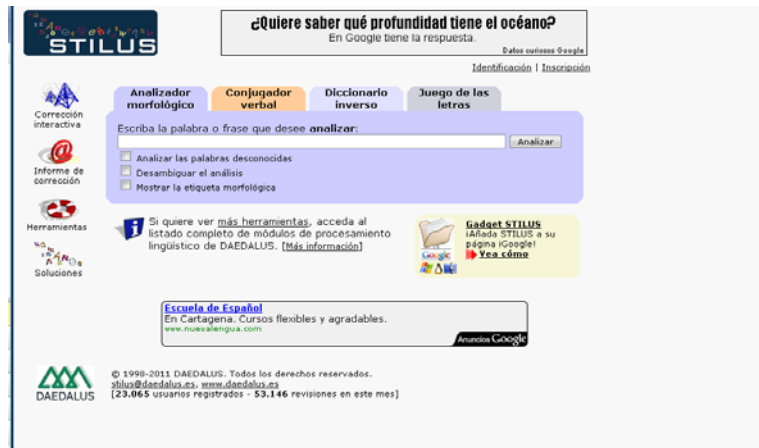 STILUS
¿Quiere saber qué profundidad tiene el océano?
En Google tiene la respuesta.
Datos curiosos Google
Identificación | Inscripción
Corrección
interactiva
Informe de
corrección
Herramientas
Soluciones
Analizador
morfológico
Conjugador
verbal
Diccionario
inverso
Juego de las
letras
Escriba la palabra o frase que desee analizar:
Analizar
Analizar las palabras desconocidas
Desambiguar el análisis
Mostrar la etiqueta morfológica
Si quiere ver más herramientas, acceda al
listado completo de módulos de procesamiento
lingüístico de DAEDALUS. [Más información]
Google
Gadget STILUS
¡Añada STILUS a su
página iGoogle!
Vea cómo
Escuela de Español
En Cartagena. Cursos flexibles y agradables.
www.nuevalengua.com
Anuncios Google
DAEDALUS
© 1998-2011 DAEDALUS. Todos los derechos reservados.
stilus@daedalus.es, www.daedalus.es
[23.065 usuarios registrados - 53.146 revisiones en este mes]